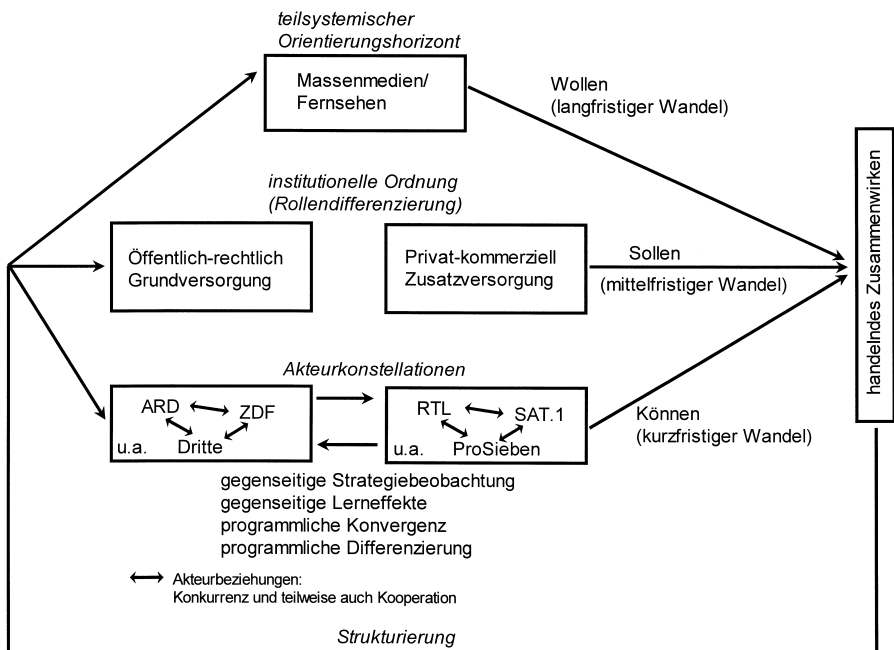 teilsystemischer
Orientierungshorizont
Massenmedien/
Fernsehen
Wollen
(langfristiger Wandel)
handelndes Zusammenwirken
institutionelle Ordnung
(Rollendifferenzierung)
Öffentlich-rechtlich
Grundversorgung
Privat-kommerziell
Zusatzversorgung
Sollen
(mittelfristiger Wandel)
Akteurkonstellationen
ARD
ZDF
u.a.
Dritte
RTL
SAT.1
u.a.
ProSieben
Können
(kurzfristiger Wandel)
gegenseitige Strategiebeobachtung
gegenseitige Lerneffekte
programmliche Konvergenz
programmliche Differenzierung
Akteurbeziehungen:
Konkurrenz und teilweise auch Kooperation
Strukturierung